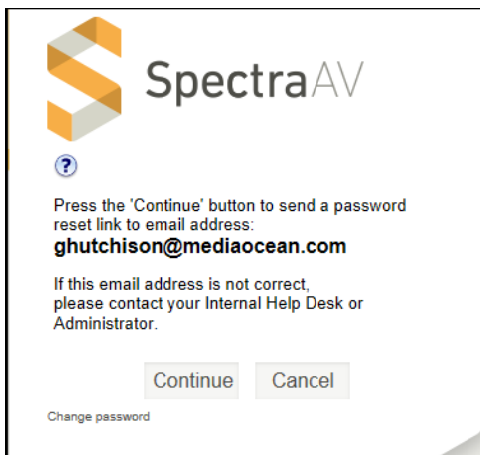 SpectraAV
?
Press the 'Continue' button to send a password
reset link to email address:
ghutchison@mediaocean.com
If this email address is not correct,
please contact your Internal Help Desk or
Administrator.
Continue Cancel
Change password